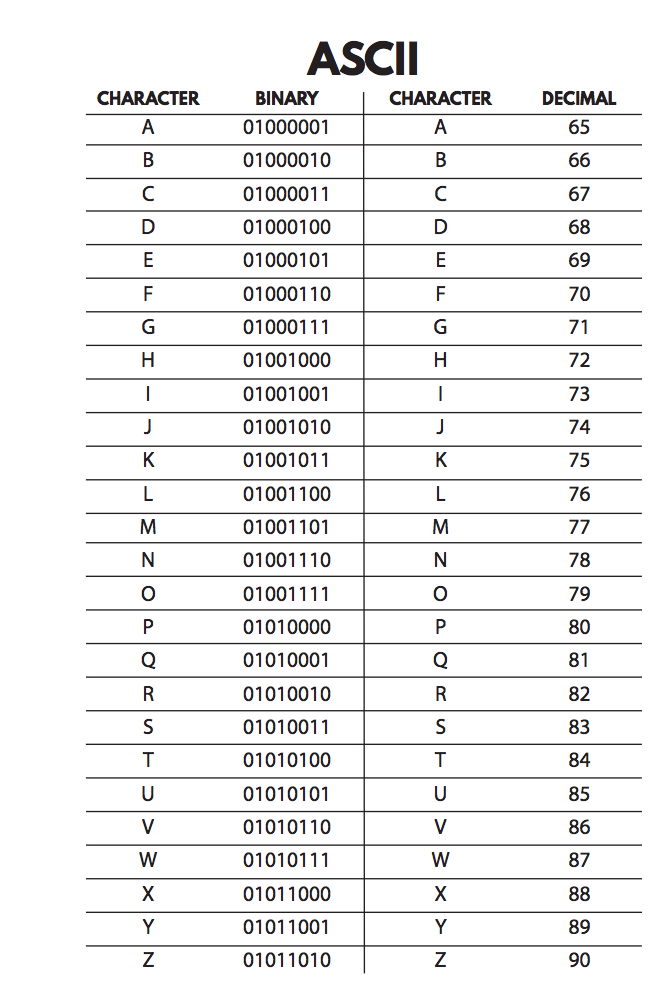 ASCII
CHARACTER BINARY CHARACTER DECIMAL
A 01000001 A 65
B 01000010 B 66
C 01000011 C 67
D 01000100 D 68
E 01000101 E 69
F 01000110 F 70
G 01000111 G 71
H 01001000 H 72
I 01001001 I 73
J 01001010 J 74
K 01001011 K 75
L 01001100 L 76
M 01001101 M 77
N 01001110 N 78
O 01001111 O 79
P 01010000 P 80
Q 01010001 Q 81
R 01010010 R 82
S 01010011 S 83
T 01010100 T 84
U 01010101 U 85
V 01010110 V 86
W 01010111 W 87
X 01011000 X 88
Y 01011001 Y 89
Z 01011010 Z 90